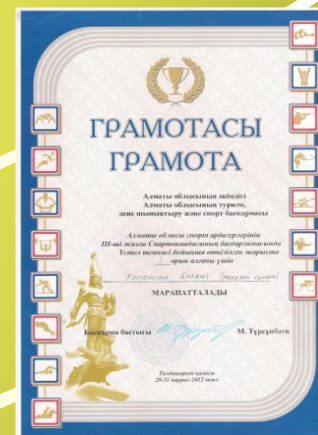 ГРАМОТАСЫ
ГРАМОТА
Алматы облысының әкімдігі
Алматы облысының туризм,
дене шынықтыру және спорт басқармасы
Алматы облысы спорт ардагерлерінің
III-ші жазғы Спартакиадасының бағдарламасында
Үстел теннисі бойынша өткізілген жарыста
орын алғаны үшін
МАРАПАТТАЛАДЫ
Басқарма бастығы М. Тұрсұнбаев
Талдықорған қаласы
29-31 наурыз 2012 жыл